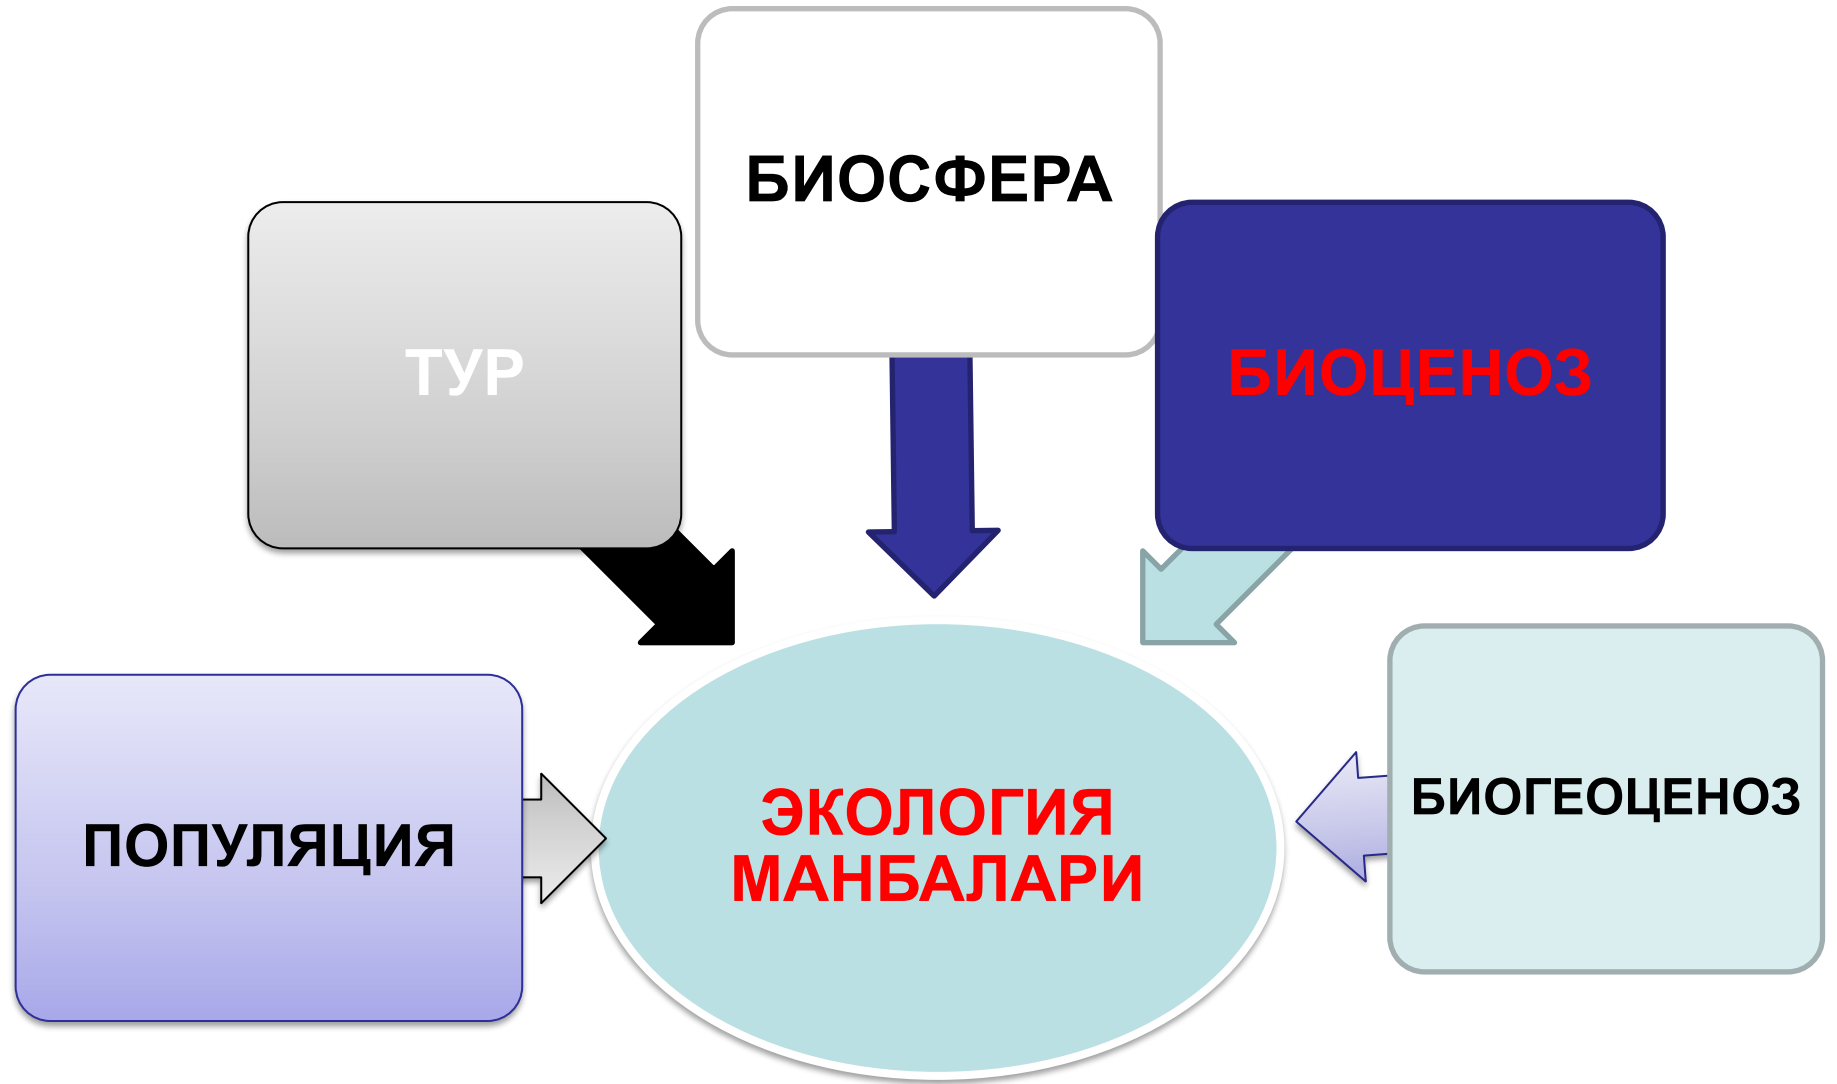 БИОСФЕРА
ТУР
БИОЦЕНОЗ
ПОПУЛЯЦИЯ
ЭКОЛОГИЯ
МАНБАЛАРИ
БИОГЕОЦЕНОЗ